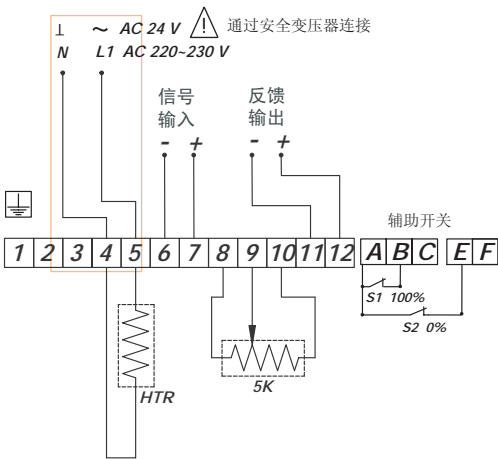 ⊥ ~ AC 24 V 通过安全变压器连接
N L1 AC 220~230 V
信号 反馈
输入 输出
- + - +
辅助开关
1 2 3 4 5 6 7 8 9 10 11 12 A B C E F
S1 100%
S2 0%
HTR
5K